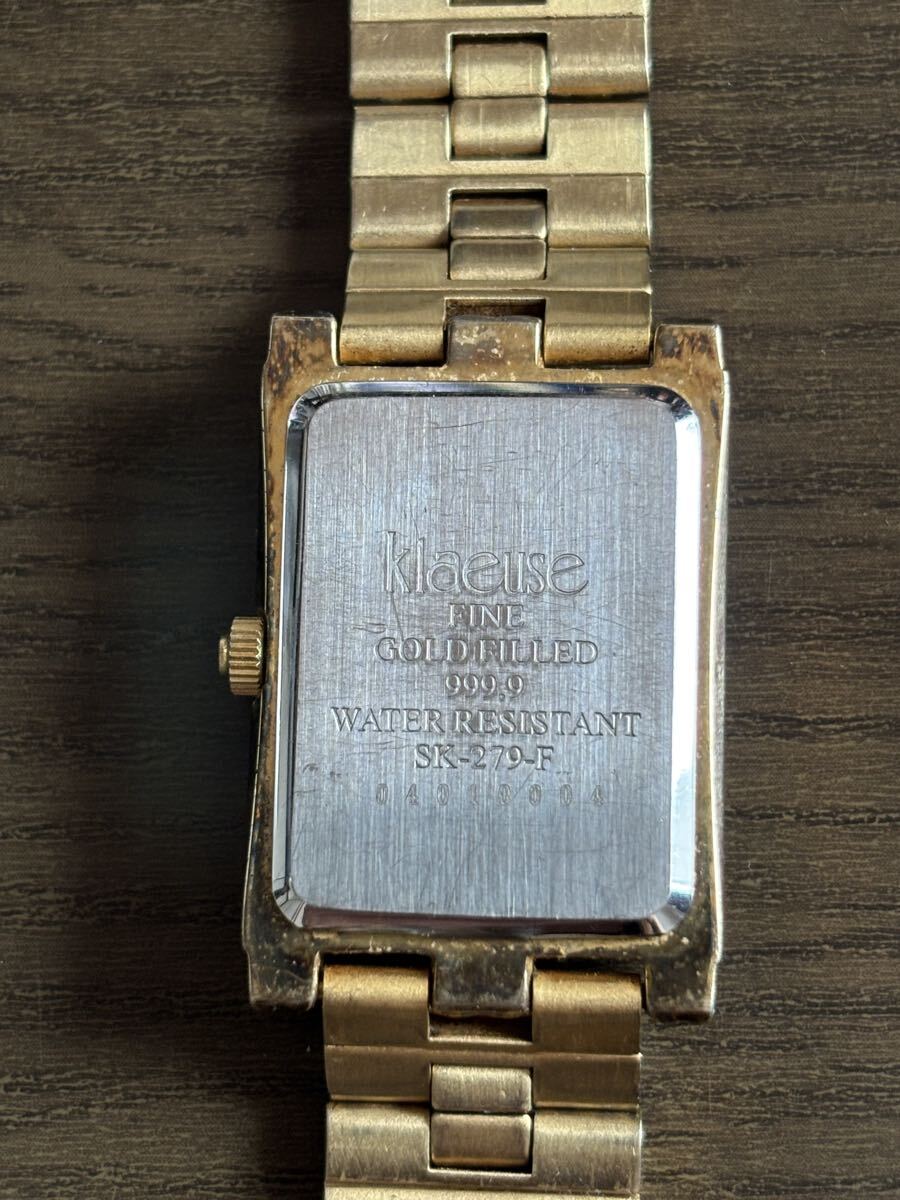 klaeuse
FINE
GOLD FILLED
999,9
WATER RESISTANT
SK-279-F
04010004